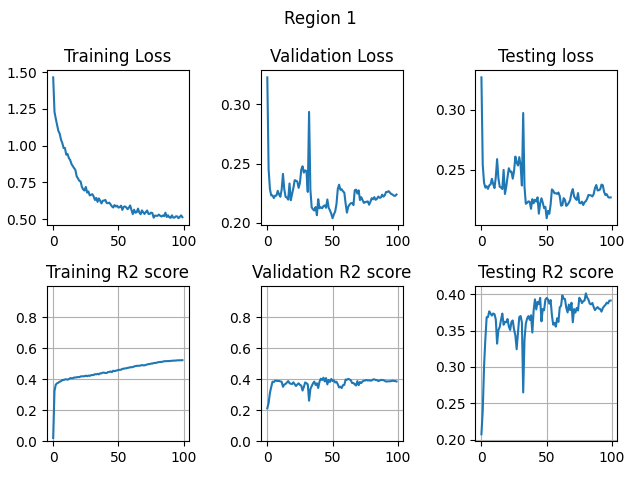 Region 1
Training Loss
Validation Loss
Testing loss
1.50
1.25
1.00
0.75
0.50
0 50 100
0.30
0.25
0.20
0 50 100
0.30
0.25
0 50 100
Training R2 score
Validation R2 score
Testing R2 score
0.8
0.6
0.4
0.2
0.0
0 50 100
0.8
0.6
0.4
0.2
0.0
0 50 100
0.40
0.35
0.30
0.25
0.20
0 50 100